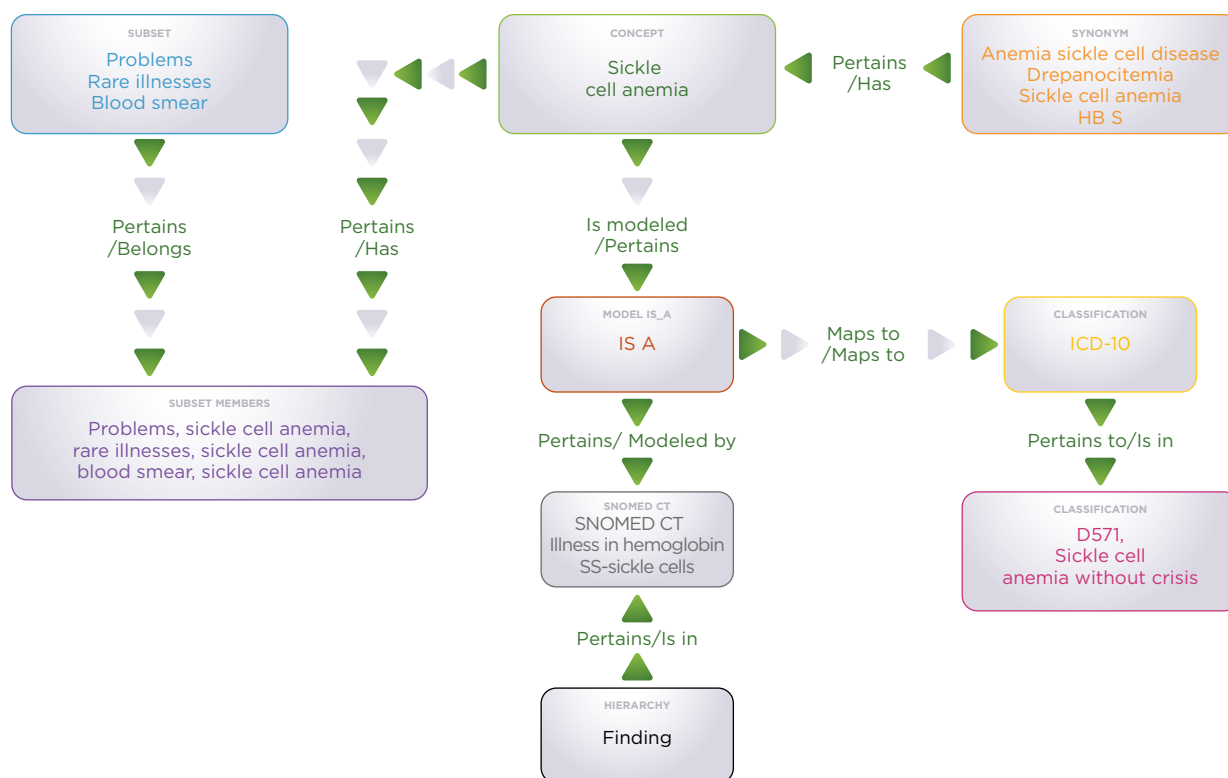 SUBSET
Problems
Rare illnesses
Blood smear
CONCEPT
Sickle
cell anemia
Pertains
/Has
SYNONYM
Anemia sickle cell disease
Drepanocitemia
Sickle cell anemia
HB S
Pertains
/Belongs
Pertains
/Has
Is modeled
/Pertains
MODEL IS_A
IS A
Maps to
/Maps to
CLASSIFICATION
ICD-10
SUBSET MEMBERS
Problems, sickle cell anemia,
rare illnesses, sickle cell anemia,
blood smear, sickle cell anemia
Pertains/ Modeled by
Pertains to/Is in
SNOMED CT
SNOMED CT
Illness in hemoglobin
SS-sickle cells
CLASSIFICATION
D571,
Sickle cell
anemia without crisis
Pertains/Is in
HIERARCHY
Finding